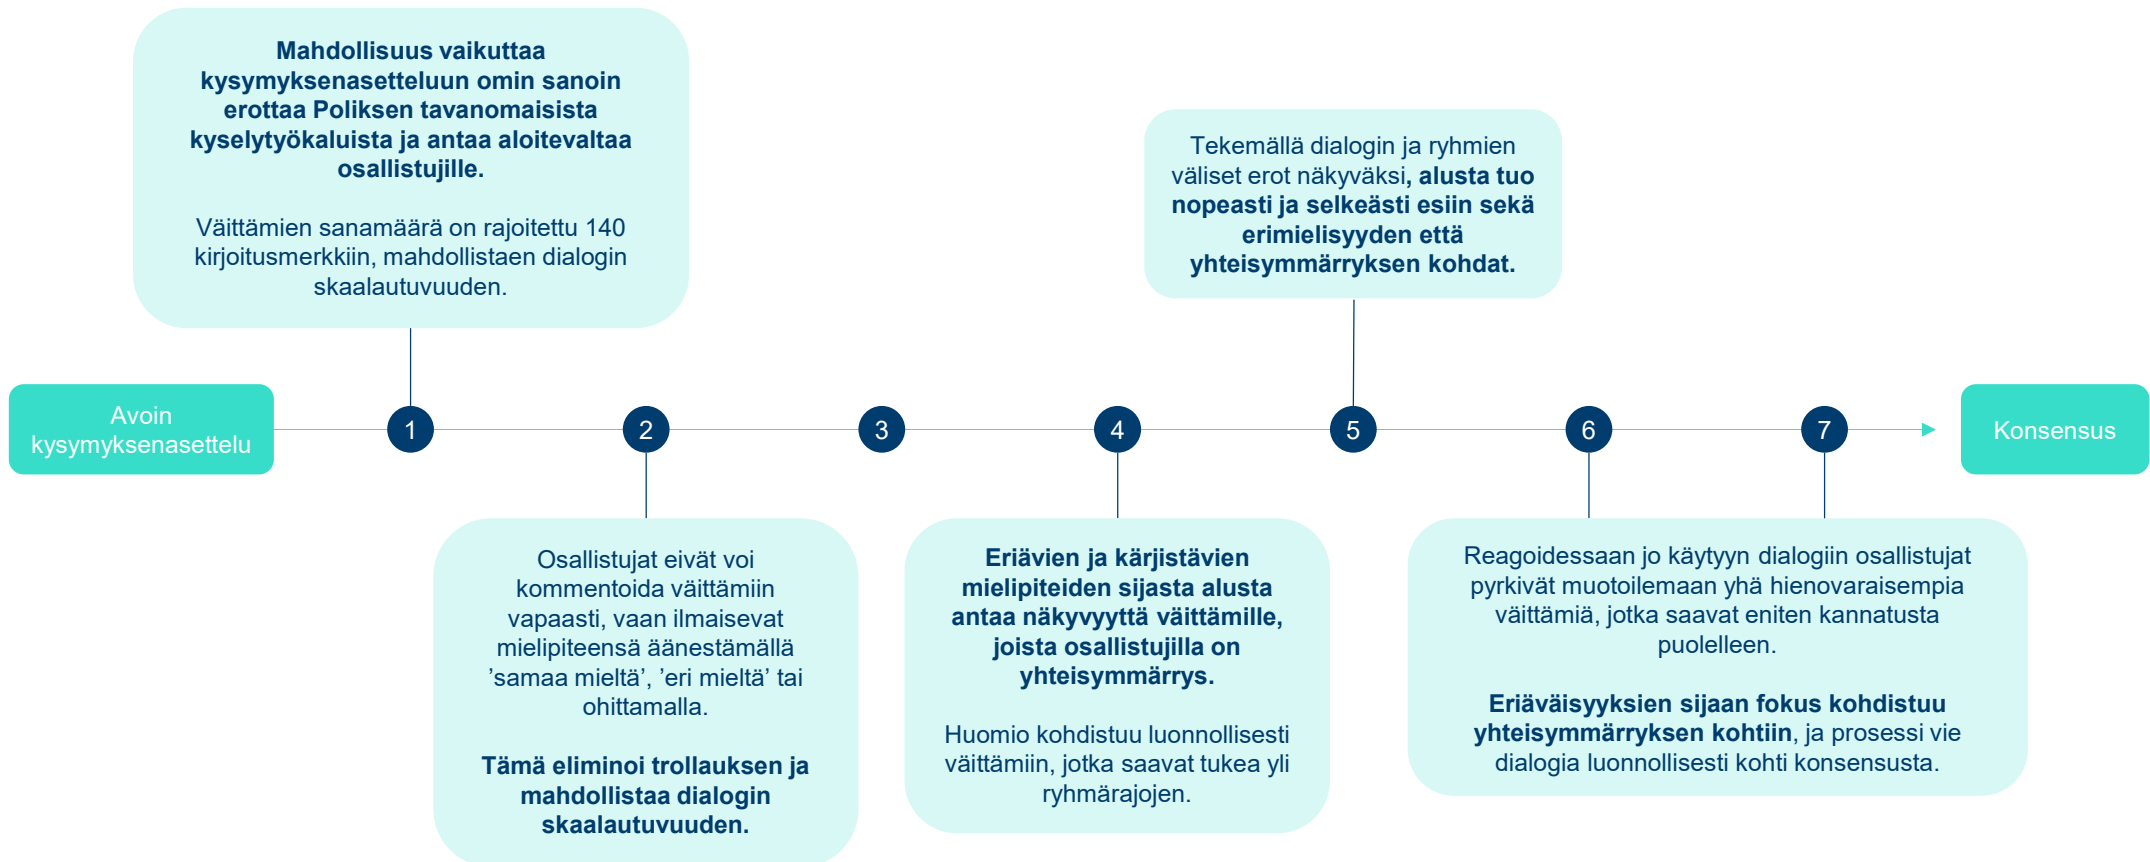 Mahdollisuus vaikuttaa
kysymyksenasetteluun omin sanoin
erottaa Poliksen tavanomaisista
kyselytyökaluista ja antaa aloitevaltaa
osallistujille.
Väittämien sanamäärä on rajoitettu 140
kirjoitusmerkkiin, mahdollistaen dialogin
skaalautuvuuden.
Tekemällä dialogin ja ryhmien
väliset erot näkyväksi, alusta tuo
nopeasti ja selkeästi esiin sekä
erimielisyyden että
yhteisymmärryksen kohdat.
Avoin
kysymyksenasettelu
1
2
3
4
5
6
7
Konsensus
Osallistujat eivät voi
kommentoida väittämiin
vapaasti, vaan ilmaisevat
mielipiteensä äänestämällä
’samaa mieltä’, ’eri mieltä’ tai
ohittamalla.
Tämä eliminoi trollauksen ja
mahdollistaa dialogin
skaalautuvuuden.
Eriävien ja kärjistävien
mielipiteiden sijasta alusta
antaa näkyvyyttä väittämille,
joista osallistujilla on
yhteisymmärrys.
Huomio kohdistuu luonnollisesti
väittämiin, jotka saavat tukea yli
ryhmärajojen.
Reagoidessaan jo käytyyn dialogiin osallistujat
pyrkivät muotoilemaan yhä hienovaraisempia
väittämiä, jotka saavat eniten kannatusta
puolelleen.
Eriäväisyyksien sijaan fokus kohdistuu
yhteisymmärryksen kohtiin, ja prosessi vie
dialogia luonnollisesti kohti konsensusta.